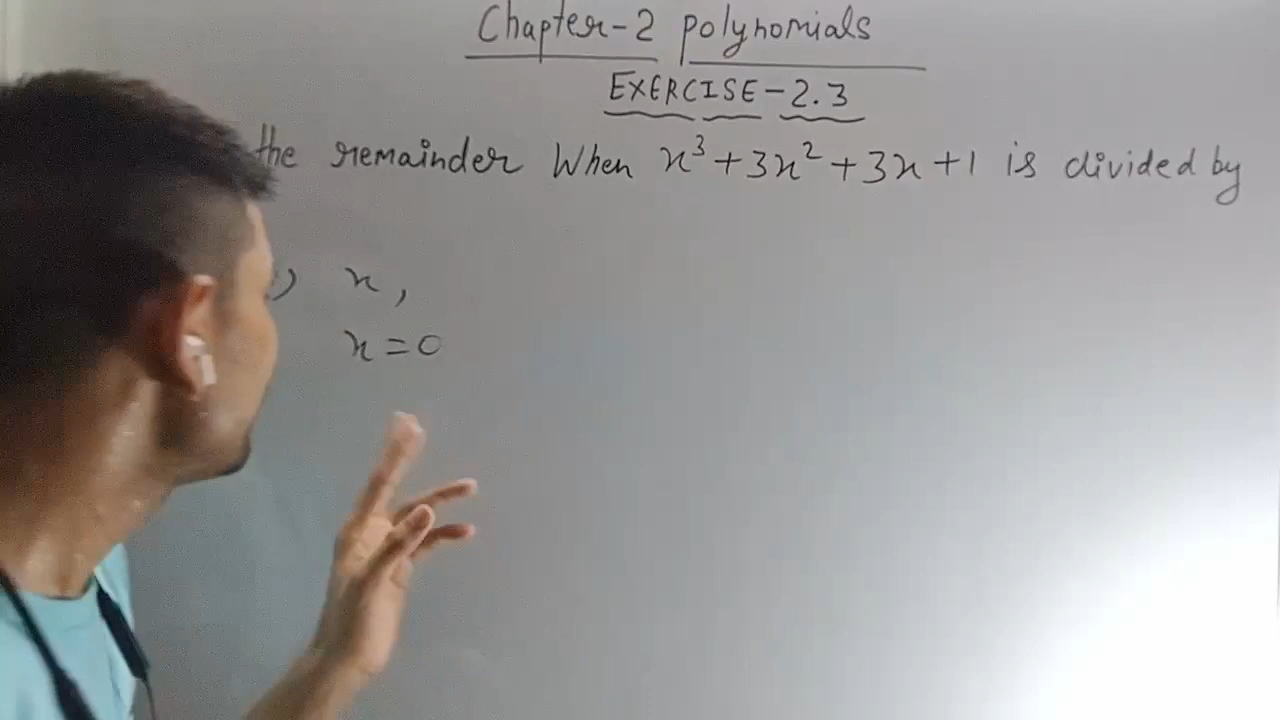 Chapter-2 polynomials
EXERCISE-2.3
the remainder When x³+3x²+3x+1 is divided by
) x,
x=0